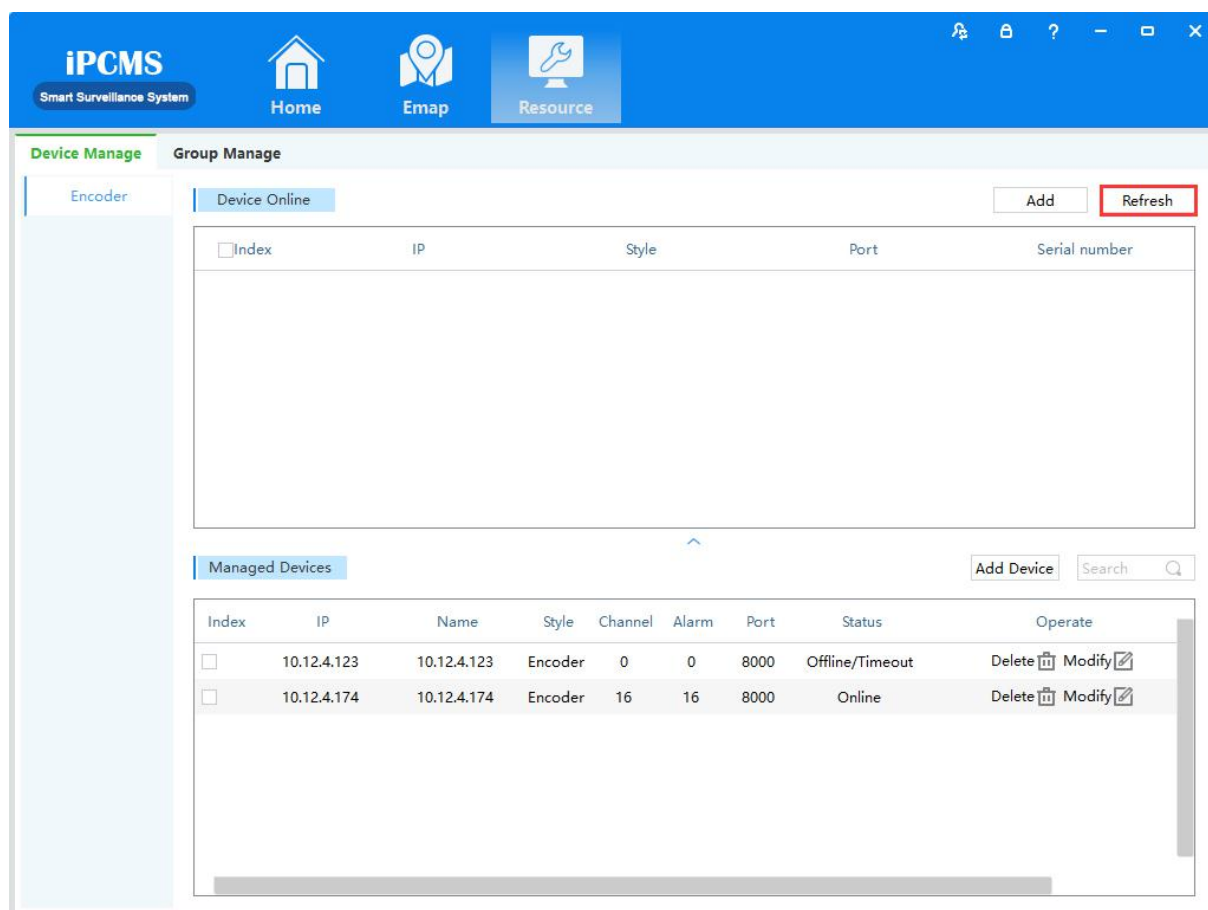 iPCMS
Smart Surveillance System
Home Emap Resource
?
Device Manage Group Manage
Encoder
Device Online Add Refresh
Index IP Style Port Serial number
Managed Devices Add Device Search
Index IP Name Style Channel Alarm Port Status Operate
10.12.4.123 10.12.4.123 Encoder 0 0 8000 Offline/Timeout Delete Modify
10.12.4.174 10.12.4.174 Encoder 16 16 8000 Online Delete Modify